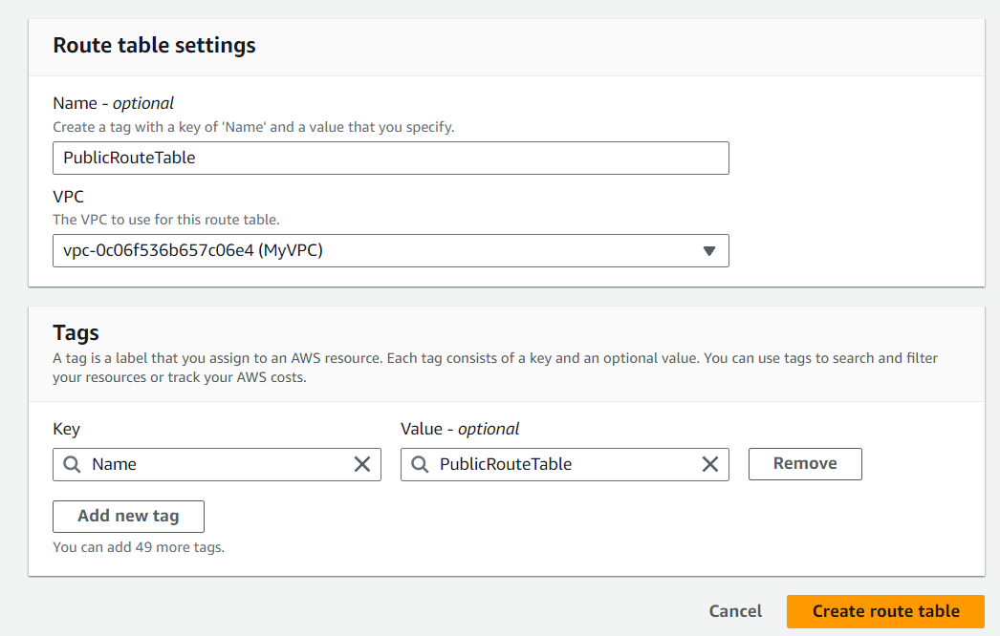 Route table settings
Name - optional
Create a tag with a key of 'Name' and a value that you specify.
PublicRouteTable
VPC
The VPC to use for this route table.
vpc-0c06f536b657c06e4 (MyVPC)
Tags
A tag is a label that you assign to an AWS resource. Each tag consists of a key and an optional value. You can use tags to search and filter
your resources or track your AWS costs.
Key Value - optional
Name PublicRouteTable Remove
Add new tag
You can add 49 more tags.
Cancel Create route table